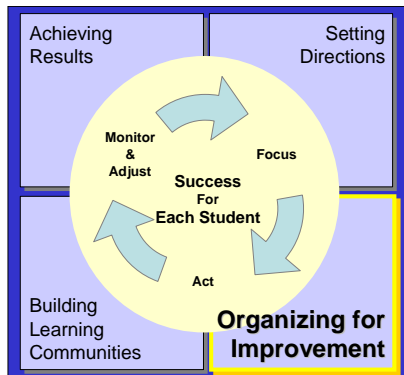 Achieving
Results
Setting
Directions
Monitor
&
Adjust
Focus
Success
For
Each Student
Act
Building
Learning
Communities
Organizing for
Improvement